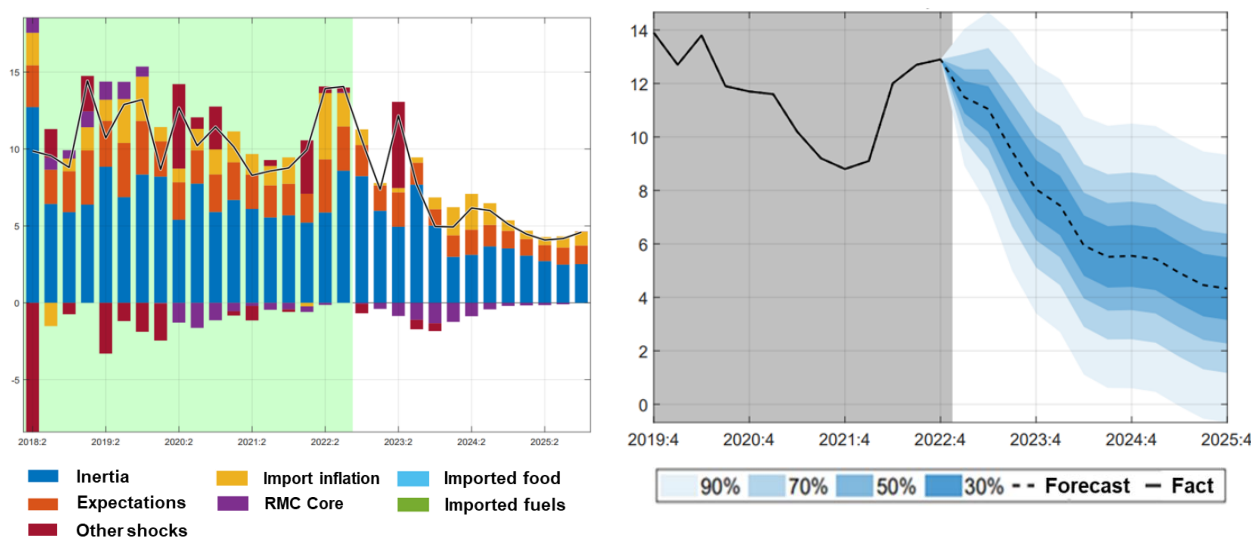 15
10
5
0
-5
2018:2 2019:2 2020:2 2021:2 2022:2 2023:2 2024:2 2025:2
Inertia Import inflation Imported food
Expectations RMC Core Imported fuels
Other shocks
14
12
10
8
6
4
2
0
2019:4 2020:4 2021:4 2022:4 2023:4 2024:4 2025:4
90% 70% 50% 30% Forecast Fact